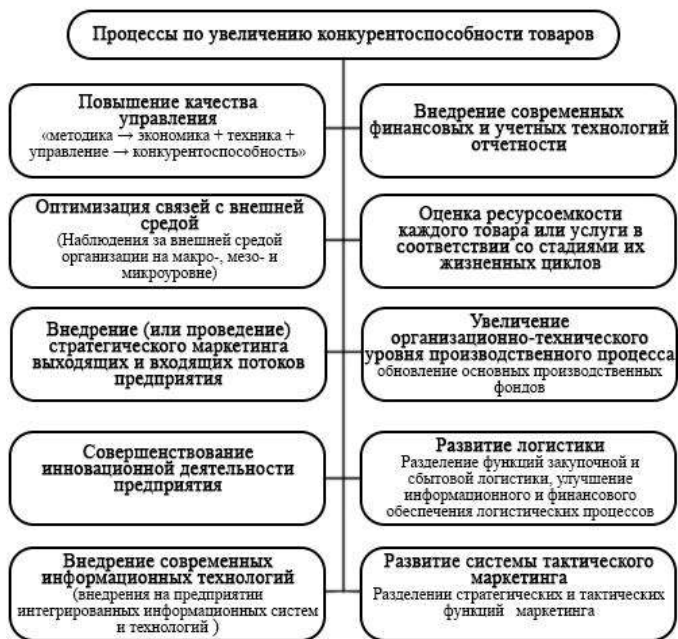 Процессы по увеличению конкурентоспособности товаров
Повышение качества
управления
«методика → экономика + техника +
управление → конкурентоспособность»
Внедрение современных
финансовых и учетных технологий
отчетности
Оптимизация связей с внешней
средой
(Наблюдения за внешней средой
организации на макро-, мезо- и
микроуровне)
Оценка ресурсоемкости
каждого товара или услуги в
соответствии со стадиями их
жизненных циклов
Внедрение (или проведение)
стратегического маркетинга
выходящих и входящих потоков
предприятия
Увеличение
организационно-технического
уровня производственного процесса
обновление основных производственных
фондов
Совершенствование
инновационной деятельности
предприятия
Развитие логистики
Разделение функций закупочной и
сбытовой логистики, улучшение
информационного и финансового
обеспечения логистических процессов
Внедрение современных
информационных технологий
(внедрения на предприятии
интегрированных информационных систем
и технологий )
Развитие системы тактического
маркетинга
Разделении стратегических и тактических
функций маркетинга